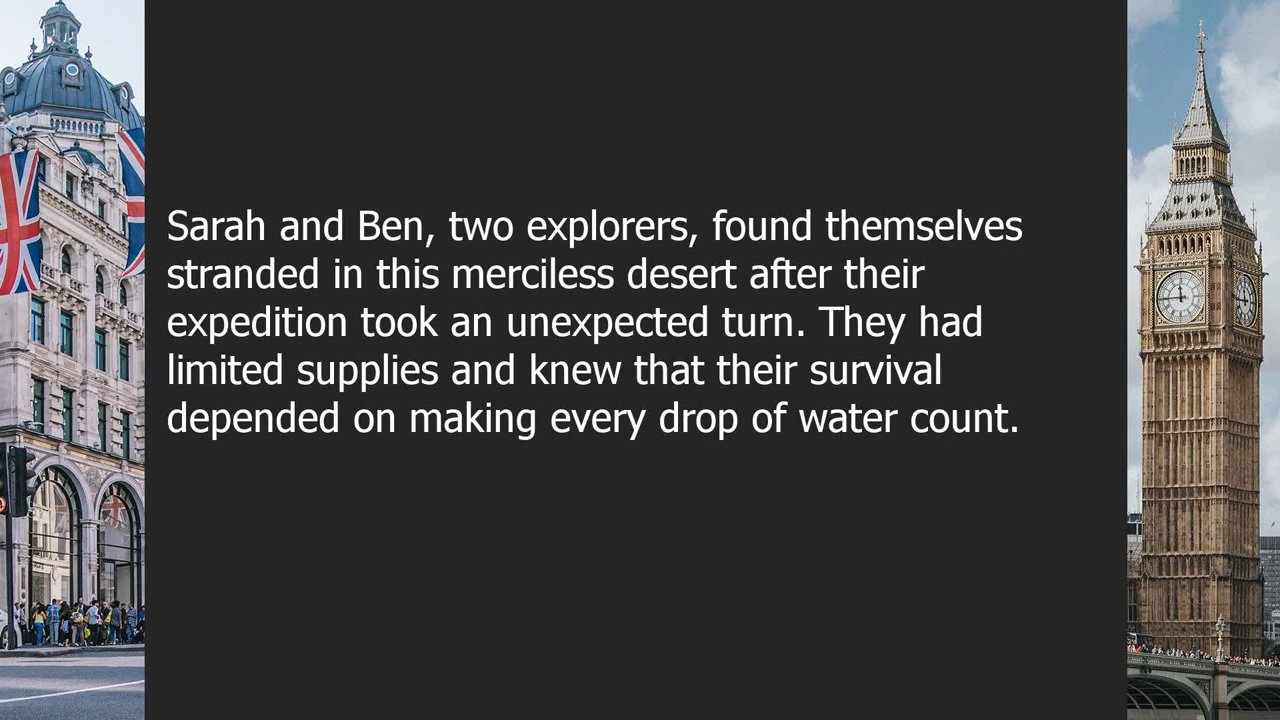 Sarah and Ben, two explorers, found themselves
stranded in this merciless desert after their
expedition took an unexpected turn. They had
limited supplies and knew that their survival
depended on making every drop of water count.